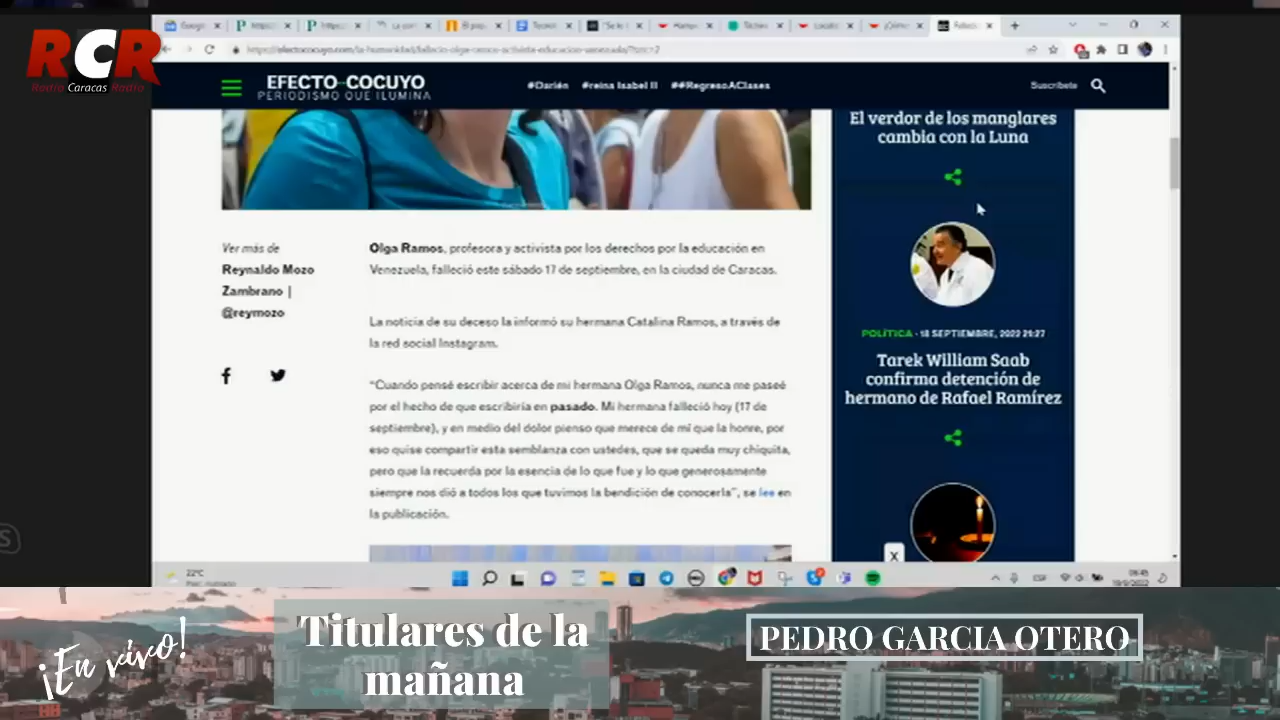 RCR
Rostro Caracas Radio
EFECTO COCUYO
PERIODISMO QUE ILUMINA
#Darién #reina Isabel II ##RegresoAClases
Suscríbete
El verdor de los manglares
cambia con la Luna
Ver más de
Reynaldo Mozo
Zambrano |
@reymozo
Olga Ramos, profesora y activista por los derechos por la educación en
Venezuela, falleció este sábado 17 de septiembre, en la ciudad de Caracas.
La noticia de su deceso la informó su hermana Catalina Ramos, a través de
la red social Instagram.
“Cuando pensé escribir acerca de mi hermana Olga Ramos, nunca me paseé
por el hecho de que escribiría en pasado. Mi hermana falleció hoy (17 de
septiembre), y en medio del dolor pienso que merece de mí que la honre, por
eso quise compartir esta semblanza con ustedes, que se queda muy chiquita,
pero que la recuerda por la esencia de lo que fue y lo que generosamente
siempre nos dió a todos los que tuvimos la bendición de conocerla”, se lee en
la publicación.
POLÍTICA - 18 SEPTIEMBRE, 2022 21:27
Tarek William Saab
confirma detención de
hermano de Rafael Ramírez
X
22°C
¡En vivo!
Titulares de la
mañana
PEDRO GARCIA OTERO